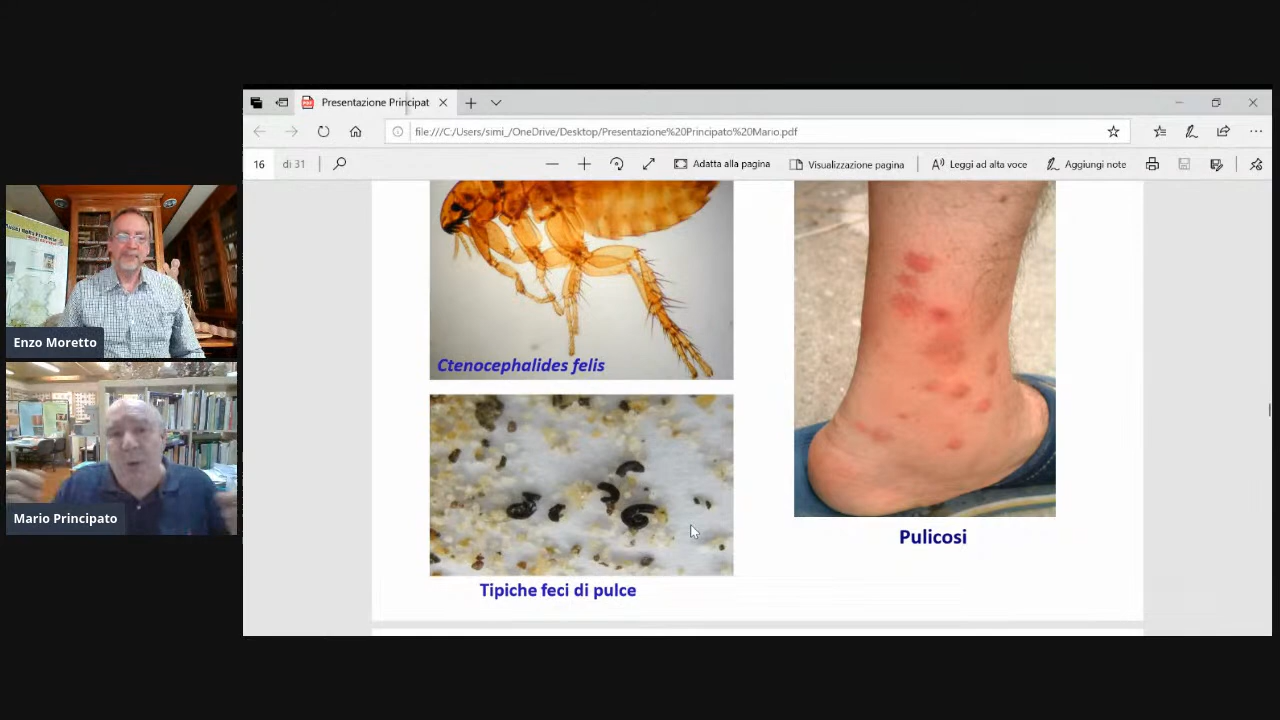 Presentazione Principat
file:///C:/Users/simi_/OneDrive/Desktop/Presentazione%20Principato%20Mario.pdf
16 di 31
Adatta alla pagina
Visualizzazione pagina
Leggi ad alta voce
Aggiungi note
Enzo Moretto
Mario Principato
Ctenocephalides felis
Tipiche feci di pulce
Pulicosi